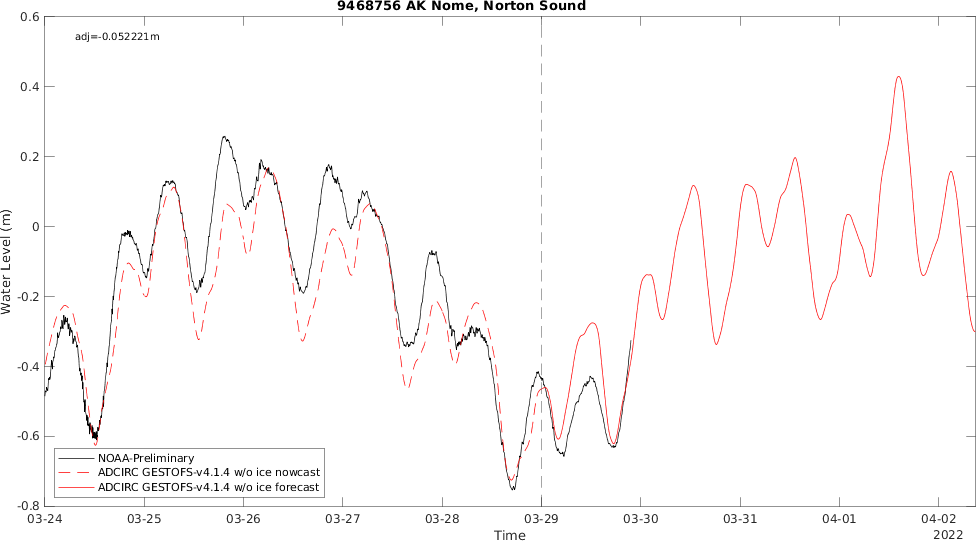 9468756 AK Nome, Norton Sound
adj=-0.052221m
Water Level (m)
0.6
0.4
0.2
0
-0.2
-0.4
-0.6
-0.8
NOAA-Preliminary
ADCIRC GESTOFS-v4.1.4 w/o ice nowcast
ADCIRC GESTOFS-v4.1.4 w/o ice forecast
03-24 03-25 03-26 03-27 03-28 03-29 03-30 03-31 04-01 04-02
Time
2022